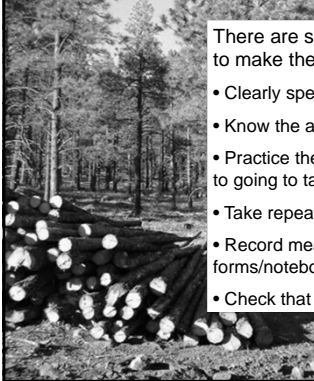 There are s
to make the
• Clearly spe
• Know the a
• Practice the
to going to ta
• Take repea
• Record mea
forms/notebo
• Check that